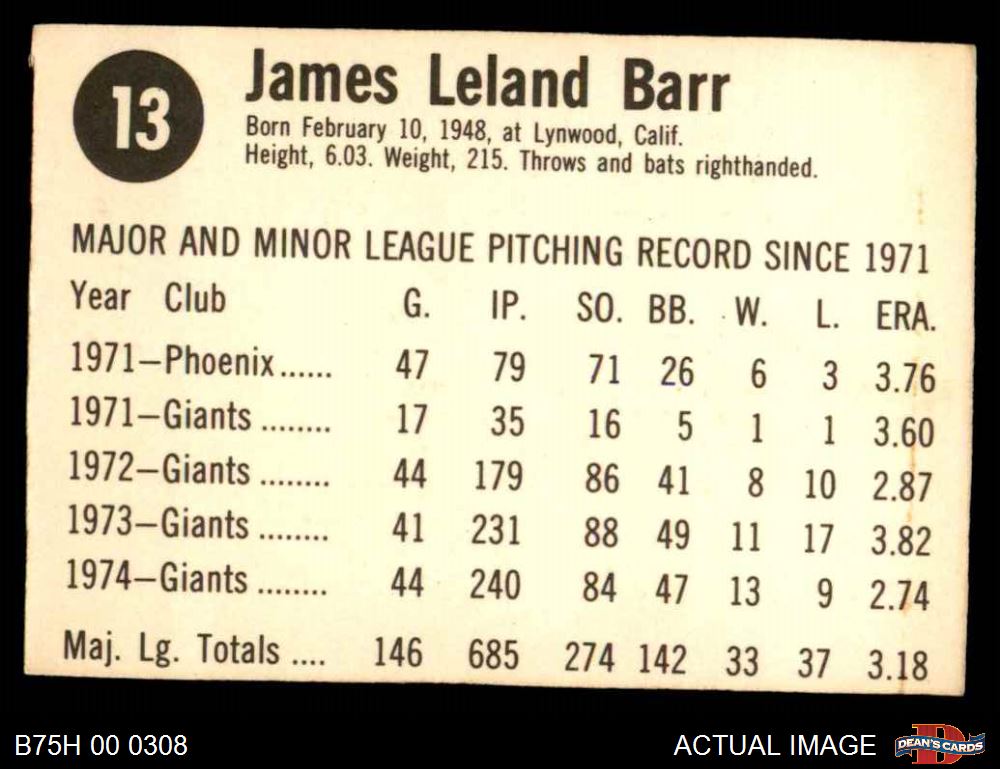 13
James Leland Barr
Born February 10, 1948, at Lynwood, Calif.
Height, 6.03. Weight, 215. Throws and bats righthanded.
MAJOR AND MINOR LEAGUE PITCHING RECORD SINCE 1971
Year Club G. IP. SO. BB. W. L. ERA.
1971—Phoenix...... 47 79 71 26 6 3 3.76
1971—Giants ........ 17 35 16 5 1 1 3.60
1972—Giants ........ 44 179 86 41 8 10 2.87
1973—Giants ........ 41 231 88 49 11 17 3.82
1974—Giants ........ 44 240 84 47 13 9 2.74
Maj. Lg. Totals .... 146 685 274 142 33 37 3.18
B75H 00 0308
ACTUAL IMAGE
D
DEAN'S CARDS